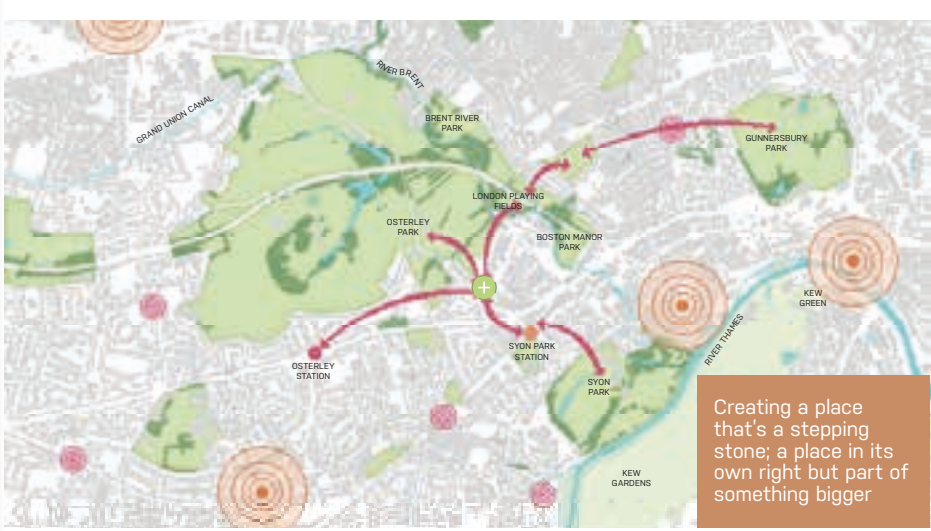 RIVER BRENT
GRAND UNION CANAL
BRENT RIVER
PARK
GUNNERSBURY
PARK
LONDON PLAYING
FIELDS
OSTERLEY
PARK
BOSTON MANOR
PARK
KEW
GREEN
RIVER THAMES
SYON PARK
STATION
OSTERLEY
STATION
SYON
PARK
KEW
GARDENS
Creating a place
that's a stepping
stone; a place in its
own right but part of
something bigger